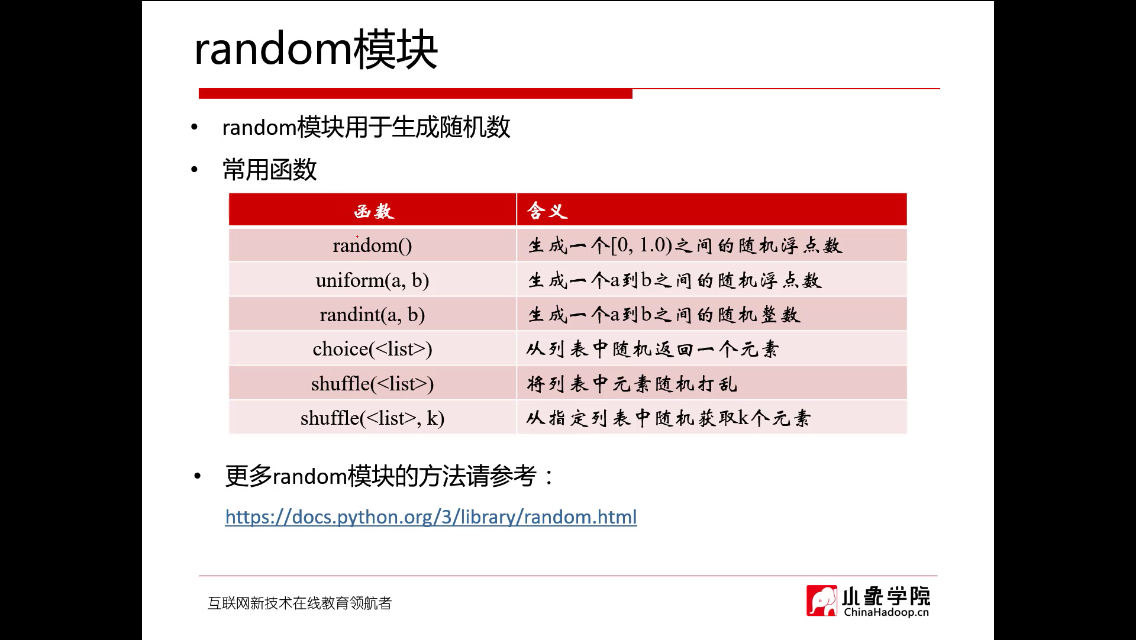 random模块
• random模块用于生成随机数
• 常用函数
函数 含义
random() 生成一个[0, 1.0)之间的随机浮点数
uniform(a, b) 生成一个a到b之间的随机浮点数
randint(a, b) 生成一个a到b之间的随机整数
choice(<list>) 从列表中随机返回一个元素
shuffle(<list>) 将列表中元素随机打乱
shuffle(<list>, k) 从指定列表中随机获取k个元素
• 更多random模块的方法请参考：
https://docs.python.org/3/library/random.html
互联网新技术在线教育领航者
小象学院
ChinaHadoop.cn